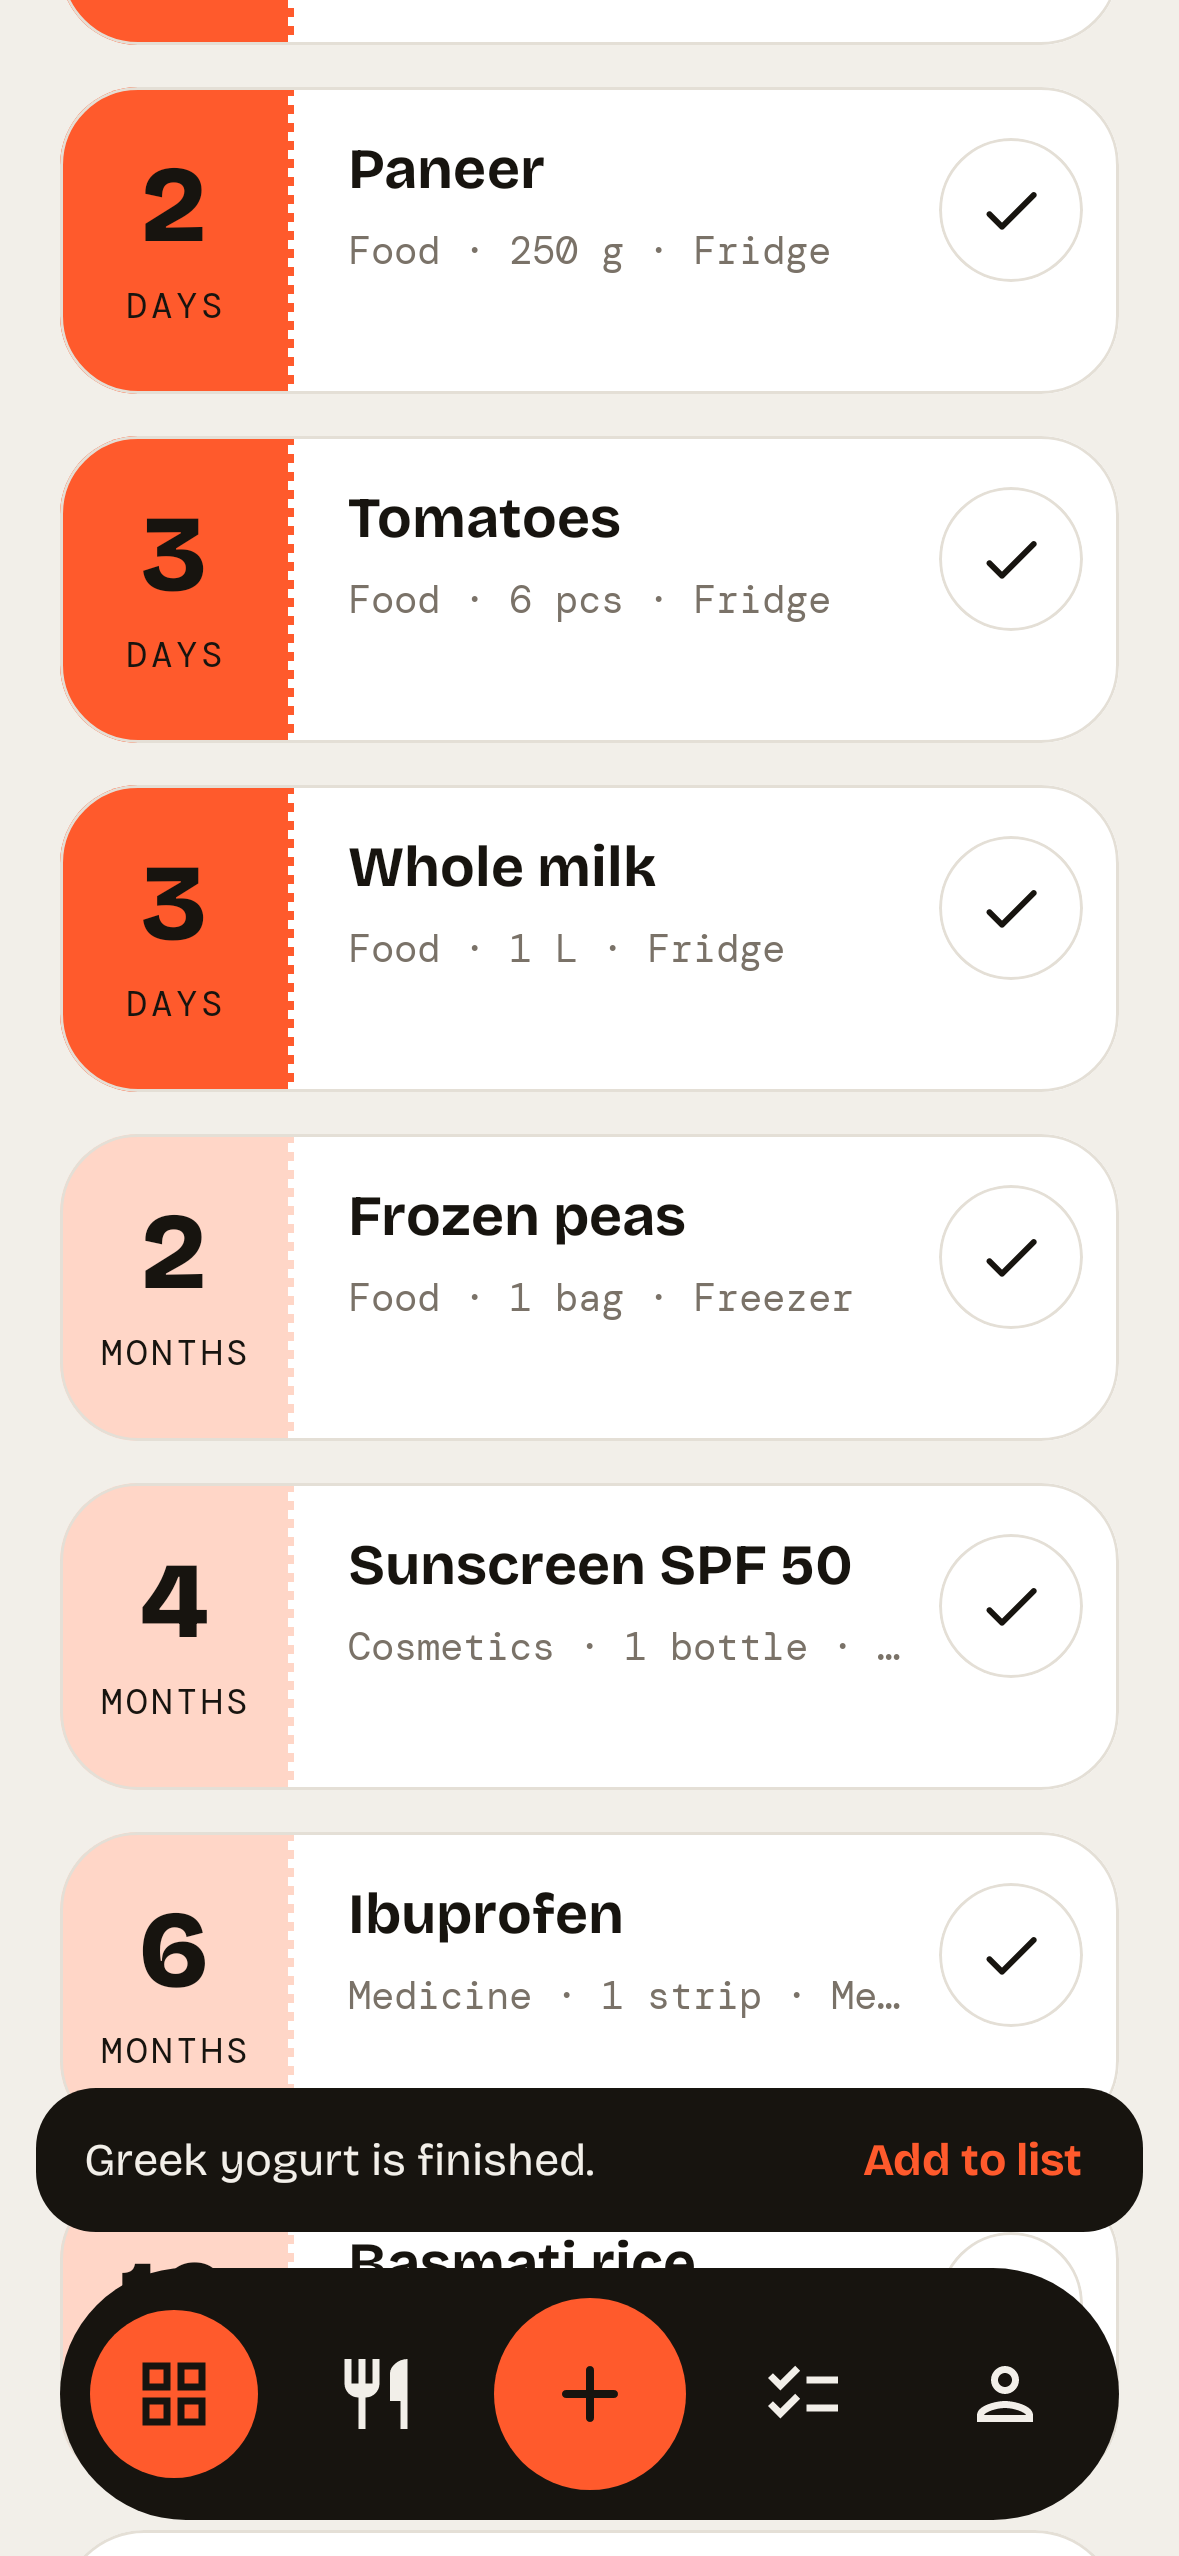 2
DAYS
Paneer
Food · 250 g · Fridge
3
DAYS
Tomatoes
Food · 6 pcs · Fridge
3
DAYS
Whole milk
Food · 1 L · Fridge
2
MONTHS
Frozen peas
Food · 1 bag · Freezer
4
MONTHS
Sunscreen SPF 50
Cosmetics · 1 bottle · …
6
MONTHS
Ibuprofen
Medicine · 1 strip · Me…
Greek yogurt is finished.
Add to list
Basmati rice